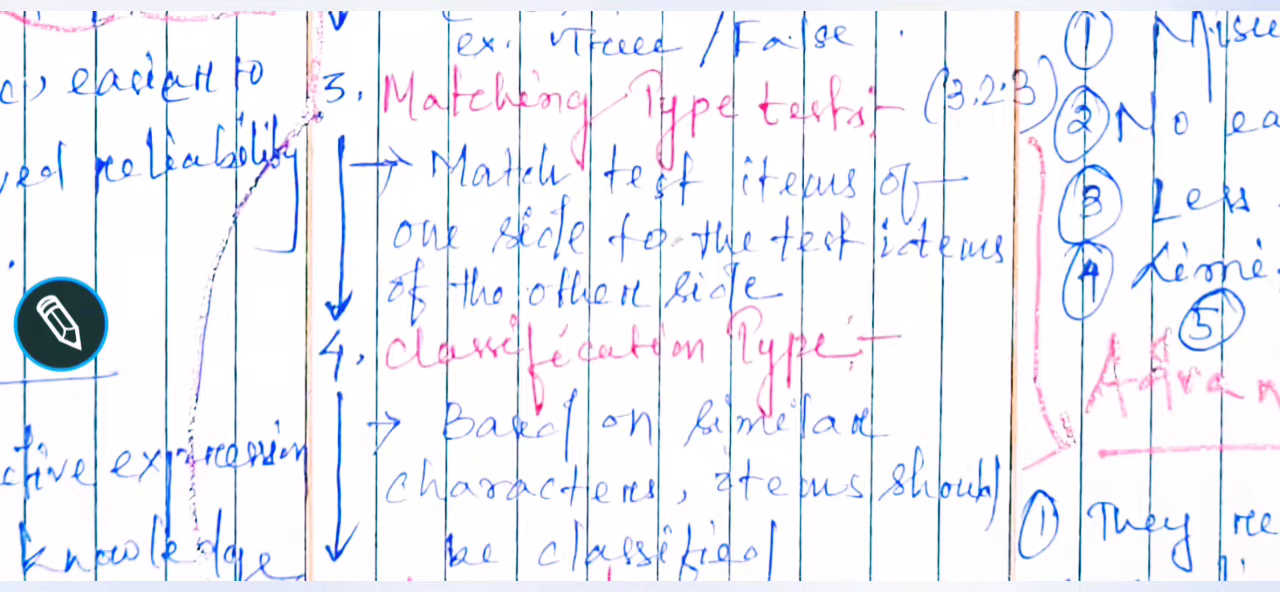 c, easier to
ved reliability
ctive expression
knowledge
ex. True / False
3. Matching Type tests:- (3.2.3)
→ Match test items of
one side to the test items
of the other side
4. classification Type:-
→ Based on similar
characters, items should
be classified
①
② No ea
③ Less
④ Limi
⑤
Advan
① They re